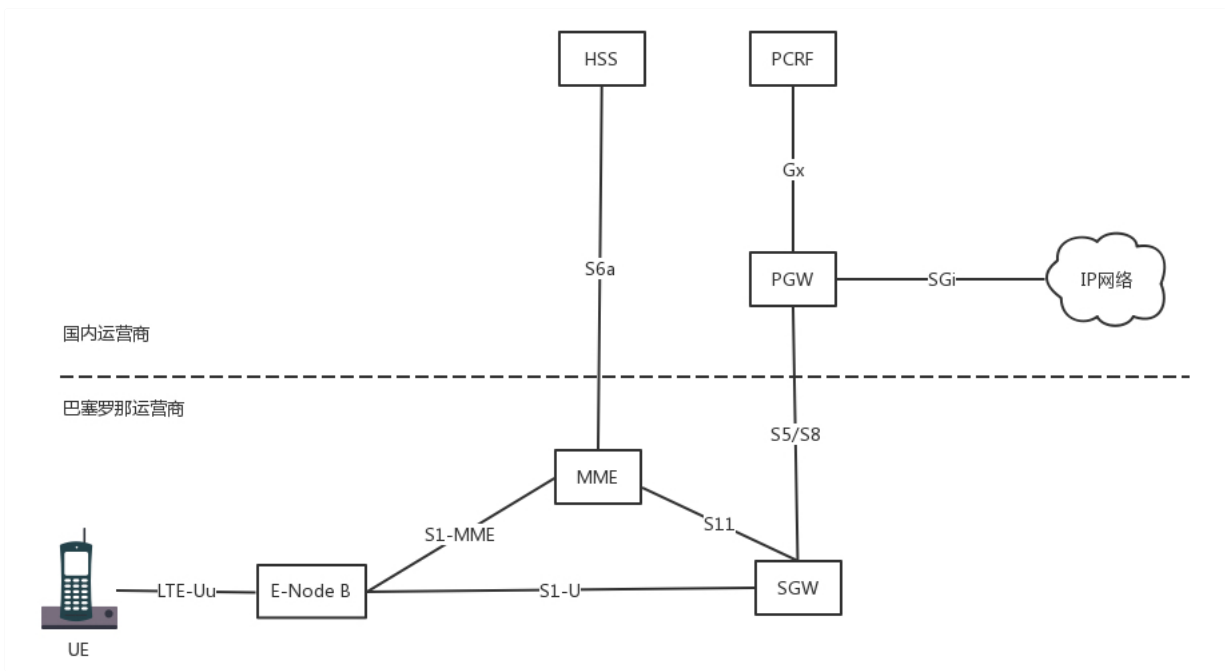 HSS
PCRF
Gx
S6a
PGW
SGi
IP网络
国内运营商
巴塞罗那运营商
S5/S8
MME
S1-MME
S11
LTE-Uu
E-Node B
S1-U
SGW
UE